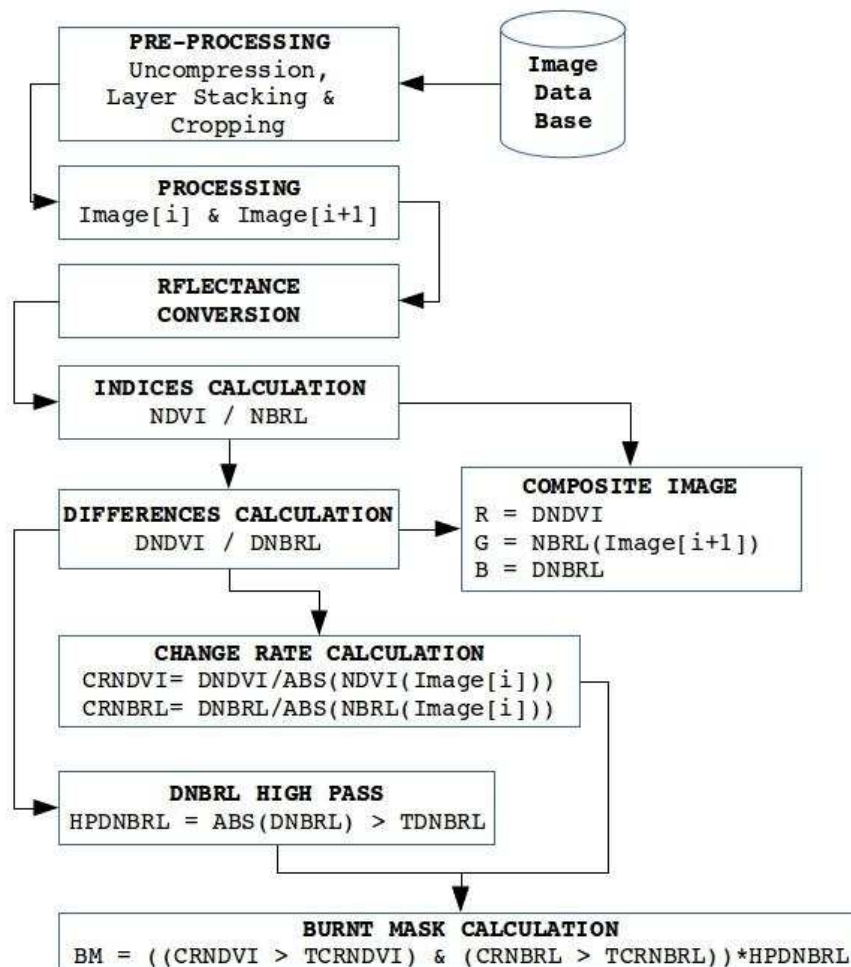 PRE-PROCESSING
Uncompression,
Layer Stacking &
Cropping
Image
Data
Base
PROCESSING
Image[i] & Image[i+1]
RFLECTANCE
CONVERSION
INDICES CALCULATION
NDVI / NBRL
COMPOSITE IMAGE
R = DNDVI
G = NBRL(Image[i+1])
B = DNBRL
DIFFERENCES CALCULATION
DNDVI / DNBRL
CHANGE RATE CALCULATION
CRNDVI= DNDVI/ABS(NDVI(Image[i]))
CRNBRL= DNBRL/ABS(NBRL(Image[i]))
DNBRL HIGH PASS
HPDNBRL = ABS(DNBRL) > TDNBRL
BURNT MASK CALCULATION
BM = ((CRNDVI > TCRNDVI) & (CRNBRL > TCRNBRL))*HPDNBRL